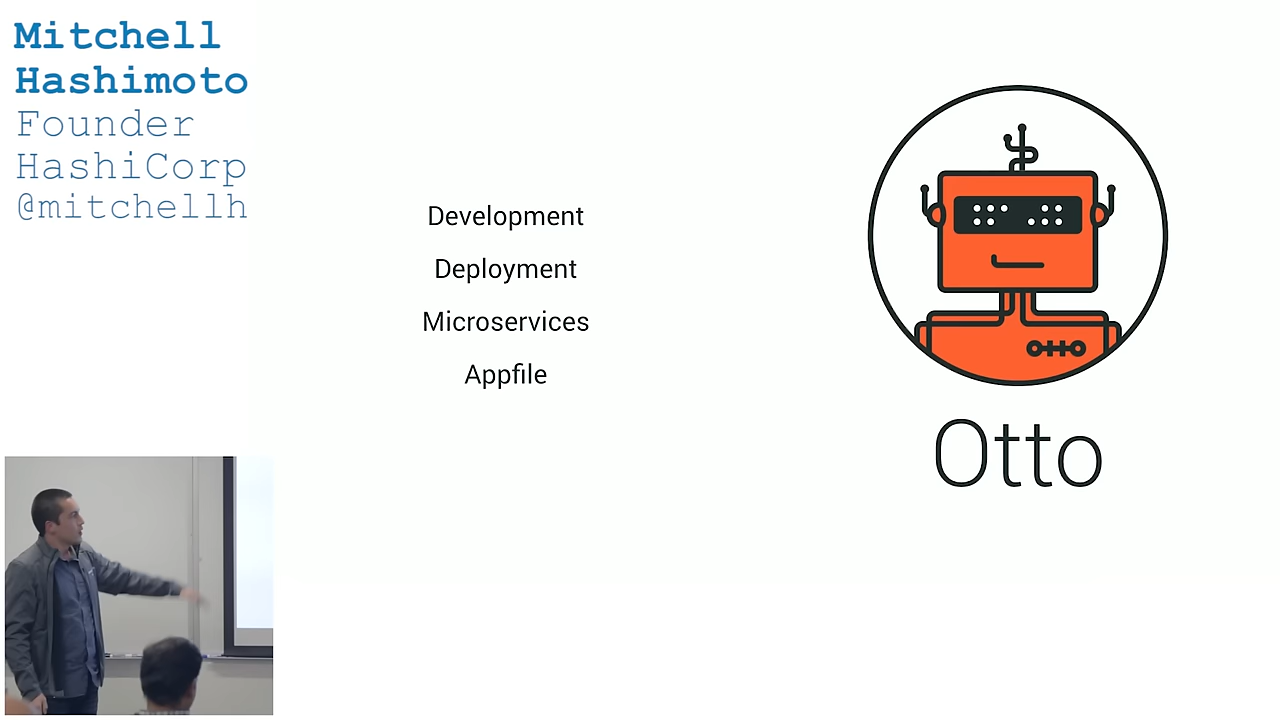 Mitchell
Hashimoto
Founder
HashiCorp
@mitchellh
Development
Deployment
Microservices
Appfile
Otto